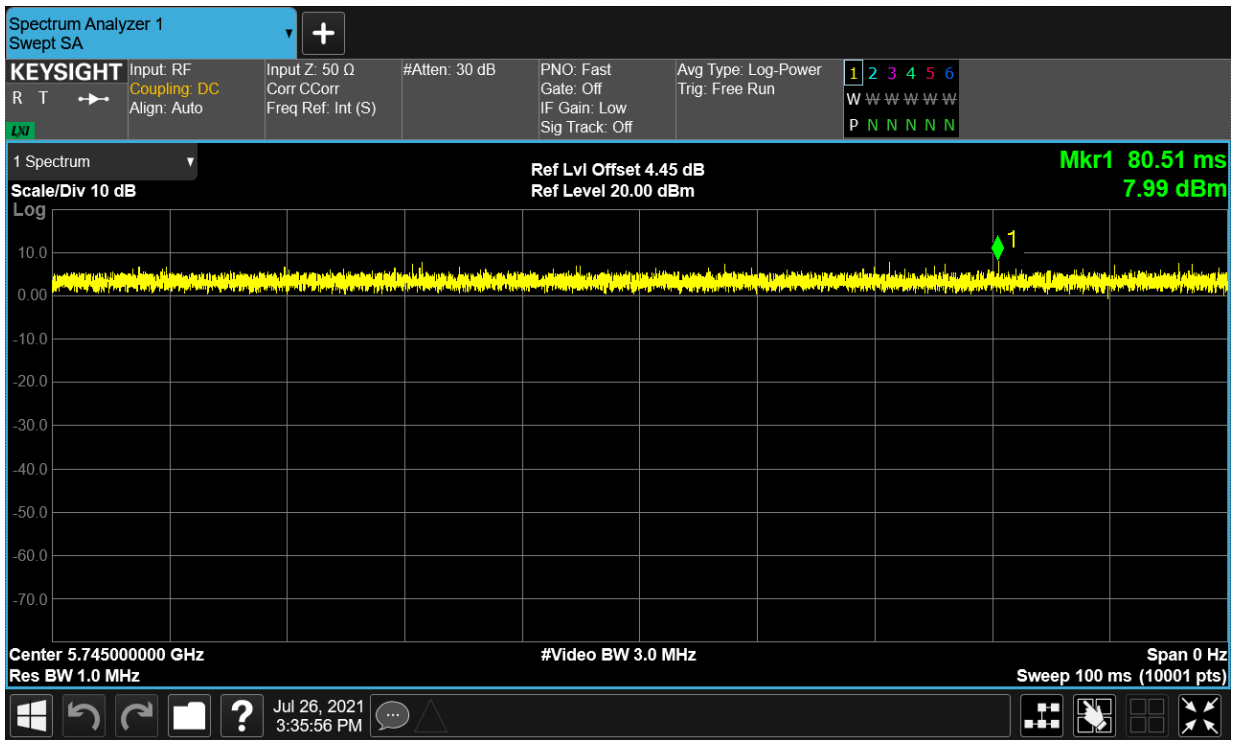 Spectrum Analyzer 1
Swept SA
KEYSIGHT
R T
LXI
Input: RF
Coupling: DC
Align: Auto
Input Z: 50 Ω
Corr CCorr
Freq Ref: Int (S)
#Atten: 30 dB
PNO: Fast
Gate: Off
IF Gain: Low
Sig Track: Off
Avg Type: Log-Power
Trig: Free Run
1 2 3 4 5 6
W W W W W W
P N N N N N
1 Spectrum
Scale/Div 10 dB
Ref Lvl Offset 4.45 dB
Ref Level 20.00 dBm
Mkr1 80.51 ms
7.99 dBm
Log
1
10.0
0.00
-10.0
-20.0
-30.0
-40.0
-50.0
-60.0
-70.0
Center 5.745000000 GHz
#Video BW 3.0 MHz
Span 0 Hz
Res BW 1.0 MHz
Sweep 100 ms (10001 pts)
?
Jul 26, 2021
3:35:56 PM